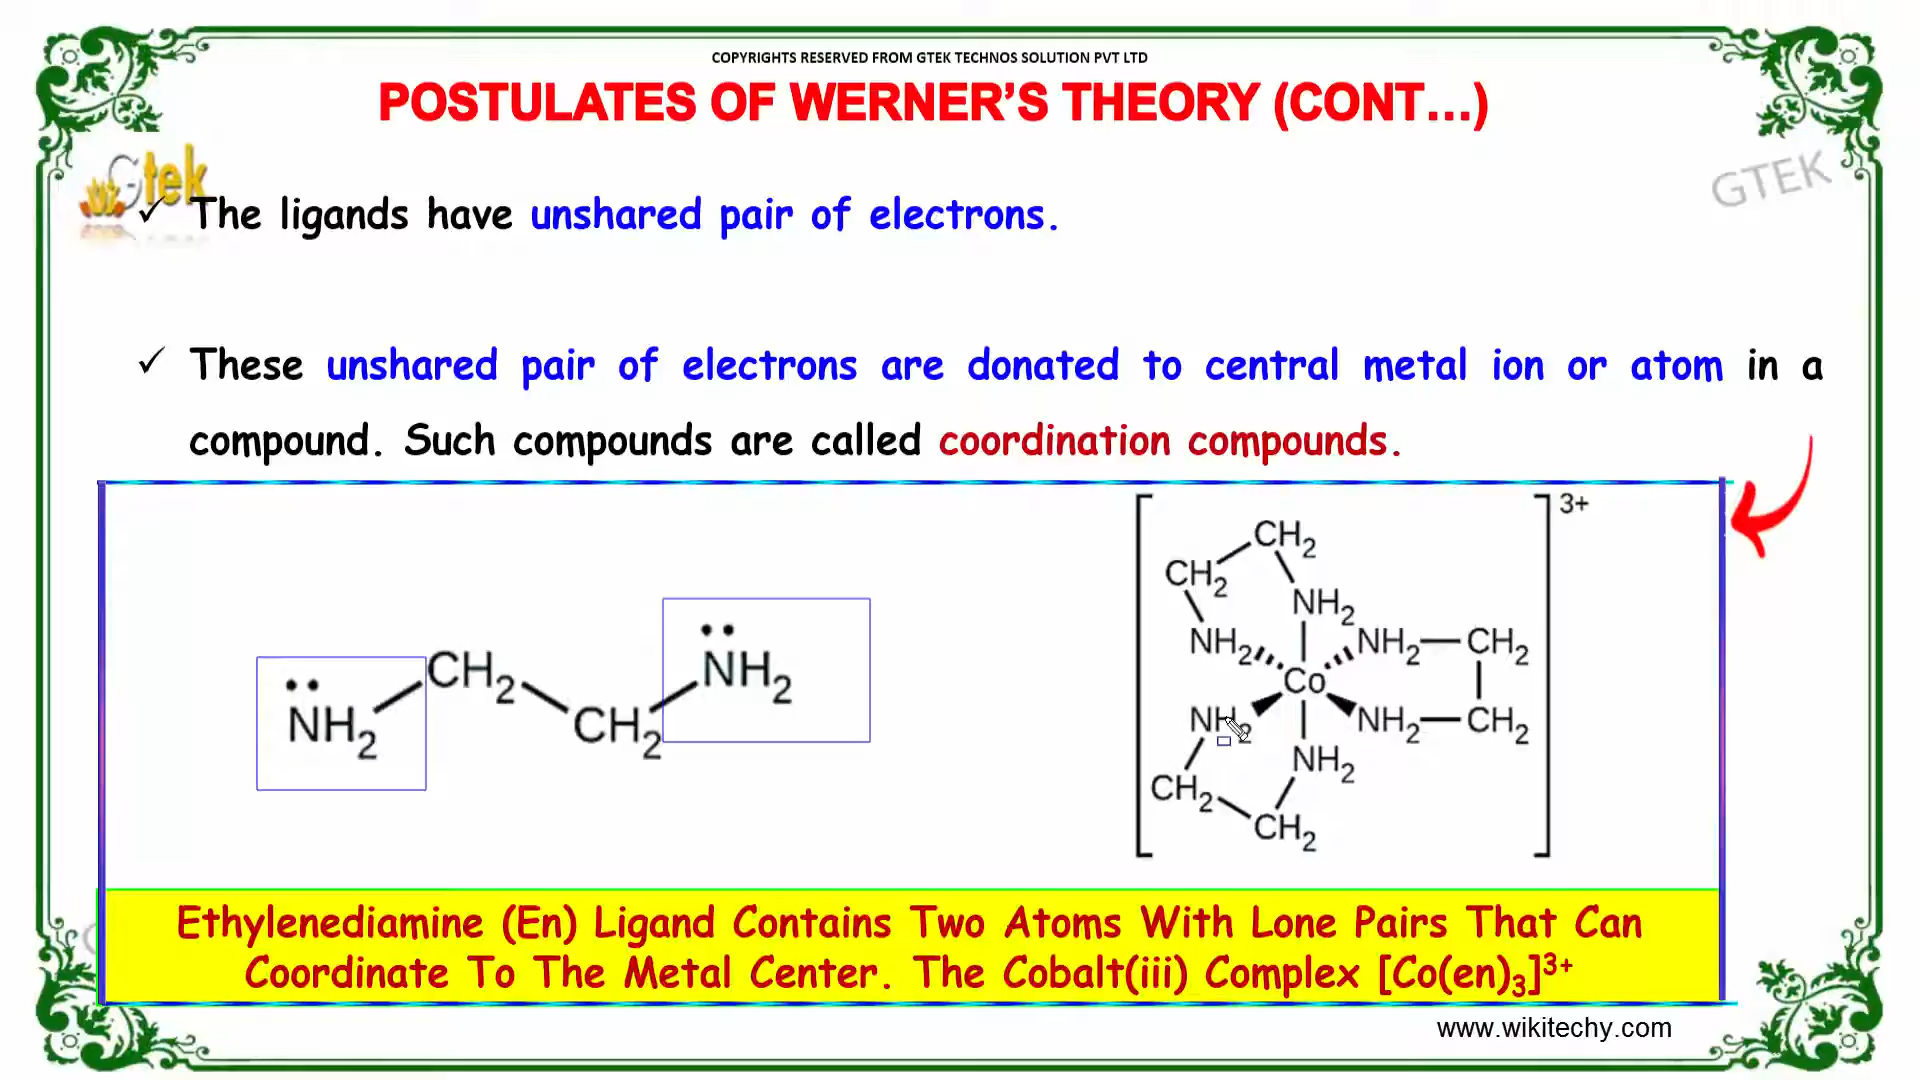 COPYRIGHTS RESERVED FROM GTEK TECHNOS SOLUTION PVT LTD
POSTULATES OF WERNER'S THEORY (CONT...)
Gtek
GTEK
✓ The ligands have unshared pair of electrons.
✓ These unshared pair of electrons are donated to central metal ion or atom in a
compound. Such compounds are called coordination compounds.
NH₂
CH₂
CH₂
NH₂
3+
CH₂
CH₂
NH₂
NH₂
NH₂
CH₂
Co
NH₂
NH₂
CH₂
NH₂
CH₂
CH₂
Ethylenediamine (En) Ligand Contains Two Atoms With Lone Pairs That Can
Coordinate To The Metal Center. The Cobalt(iii) Complex [Co(en)₃]³⁺
www.wikitechy.com